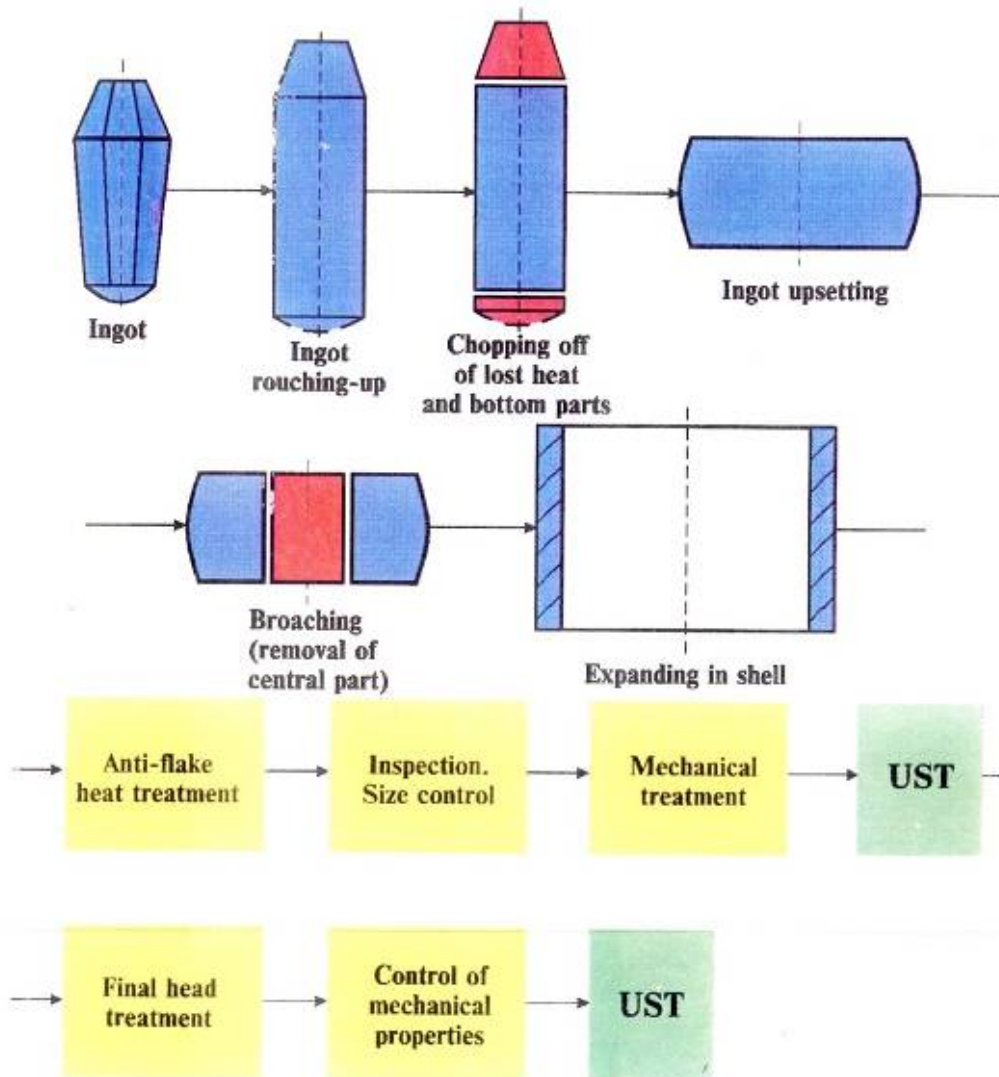 Ingot
Ingot
rouching-up
Chopping off
of lost heat
and bottom parts
Ingot upsetting
Broaching
(removal of
central part)
Expanding in shell
Anti-flake
heat treatment
Inspection.
Size control
Mechanical
treatment
UST
Final head
treatment
Control of
mechanical
properties
UST